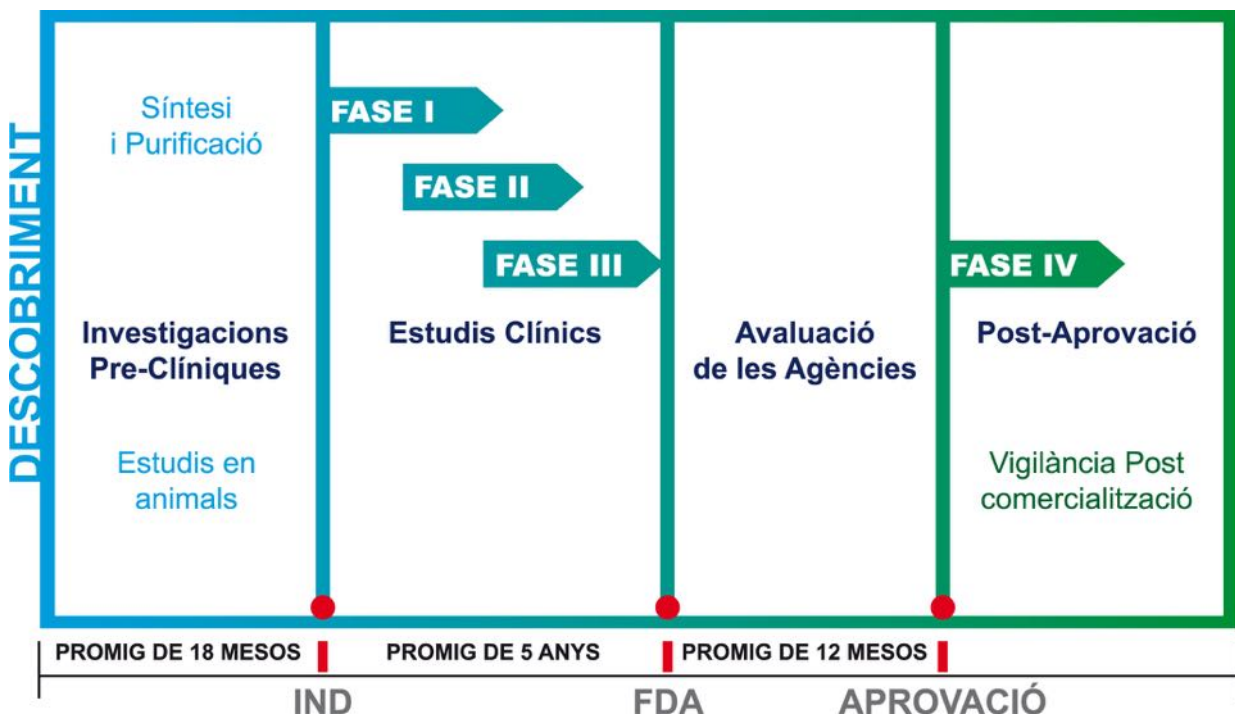 DESCOBRIMENT
Síntesi
i Purificació
Investigacions
Pre-Clíniques
Estudis en
animals
FASE I
FASE II
FASE III
Estudis Clínics
Avaluació
de les Agències
FASE IV
Post-Aprovació
Vigilància Post
comercialització
PROMIG DE 18 MESOS
PROMIG DE 5 ANYS
PROMIG DE 12 MESOS
IND
FDA
APROVACIÓ